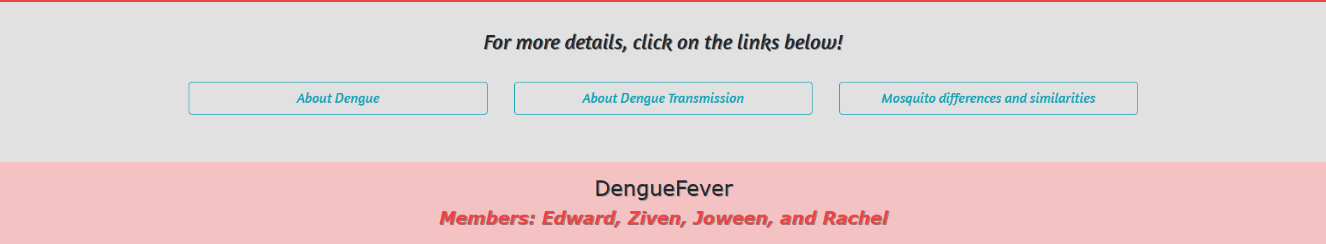 For more details, click on the links below!
About Dengue
About Dengue Transmission
Mosquito differences and similarities
DengueFever
Members: Edward, Ziven, Joween, and Rachel